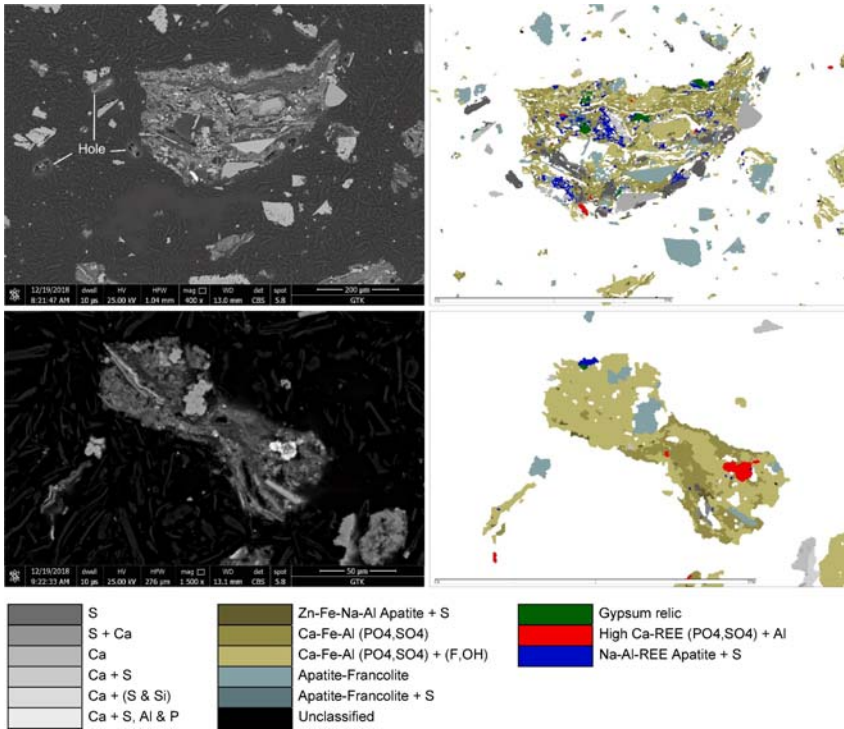 Hole
12/19/2018 dwell HV HFW mag WD det spot
8:21:47 AM 10 µs 25.00 kV 1.04 mm 400 x 13.0 mm CBS 5.8
200 µm
GTK
12/19/2018 dwell HV HFW mag WD det spot
9:22:33 AM 10 µs 25.00 kV 276 µm 1 500 x 13.1 mm CBS 5.8
50 µm
GTK
S
S + Ca
Ca
Ca + S
Ca + (S & Si)
Ca + S, Al & P
Zn-Fe-Na-Al Apatite + S
Ca-Fe-Al (PO4,SO4)
Ca-Fe-Al (PO4,SO4) + (F,OH)
Apatite-Francolite
Apatite-Francolite + S
Unclassified
Gypsum relic
High Ca-REE (PO4,SO4) + Al
Na-Al-REE Apatite + S